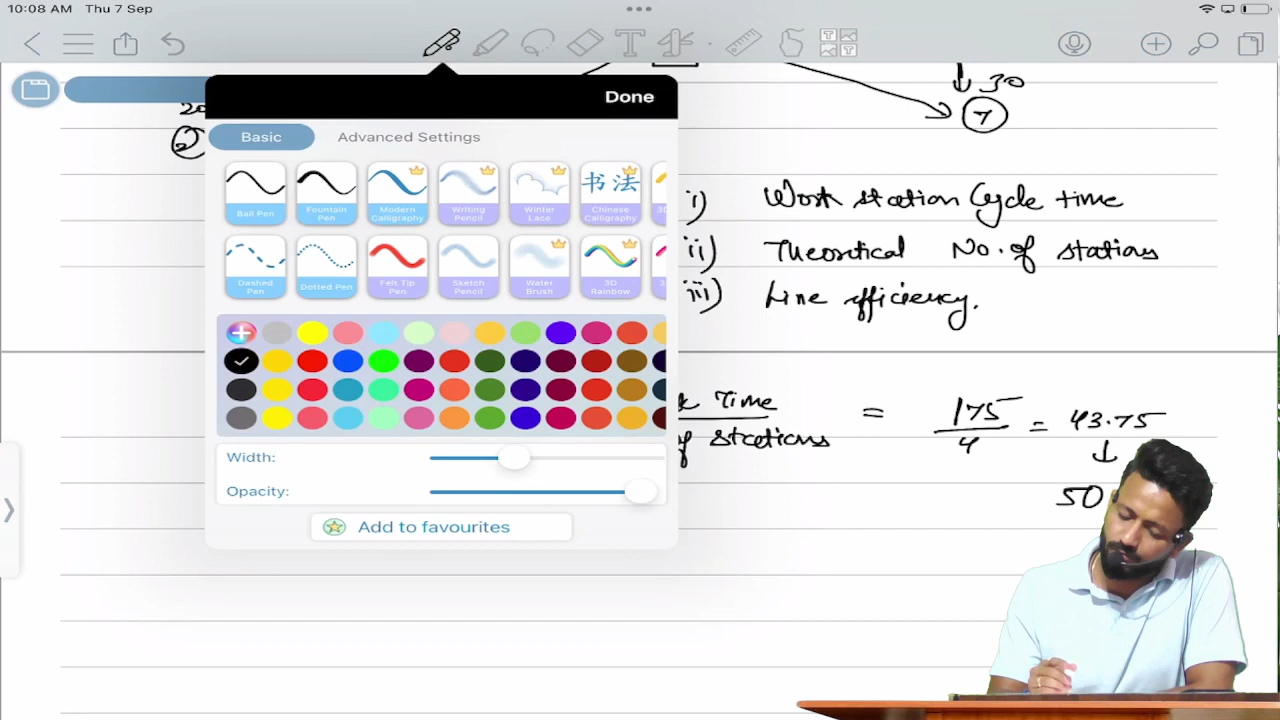 10:08 AM Thu 7 Sep
Done
Basic Advanced Settings
Ball Pen
Fountain Pen
Modern Calligraphy
Writing Pencil
Winter Lace
书法
Chinese Calligraphy
Dashed Pen
Dotted Pen
Felt Tip Pen
Sketch Pencil
Water Brush
3D Rainbow
Width:
Opacity:
Add to favourites
30
7
i) Work station Cycle time
ii) Theoretical No. of stations
iii) Line efficiency.
Time
stations
= 175/4 = 43.75
↓
50